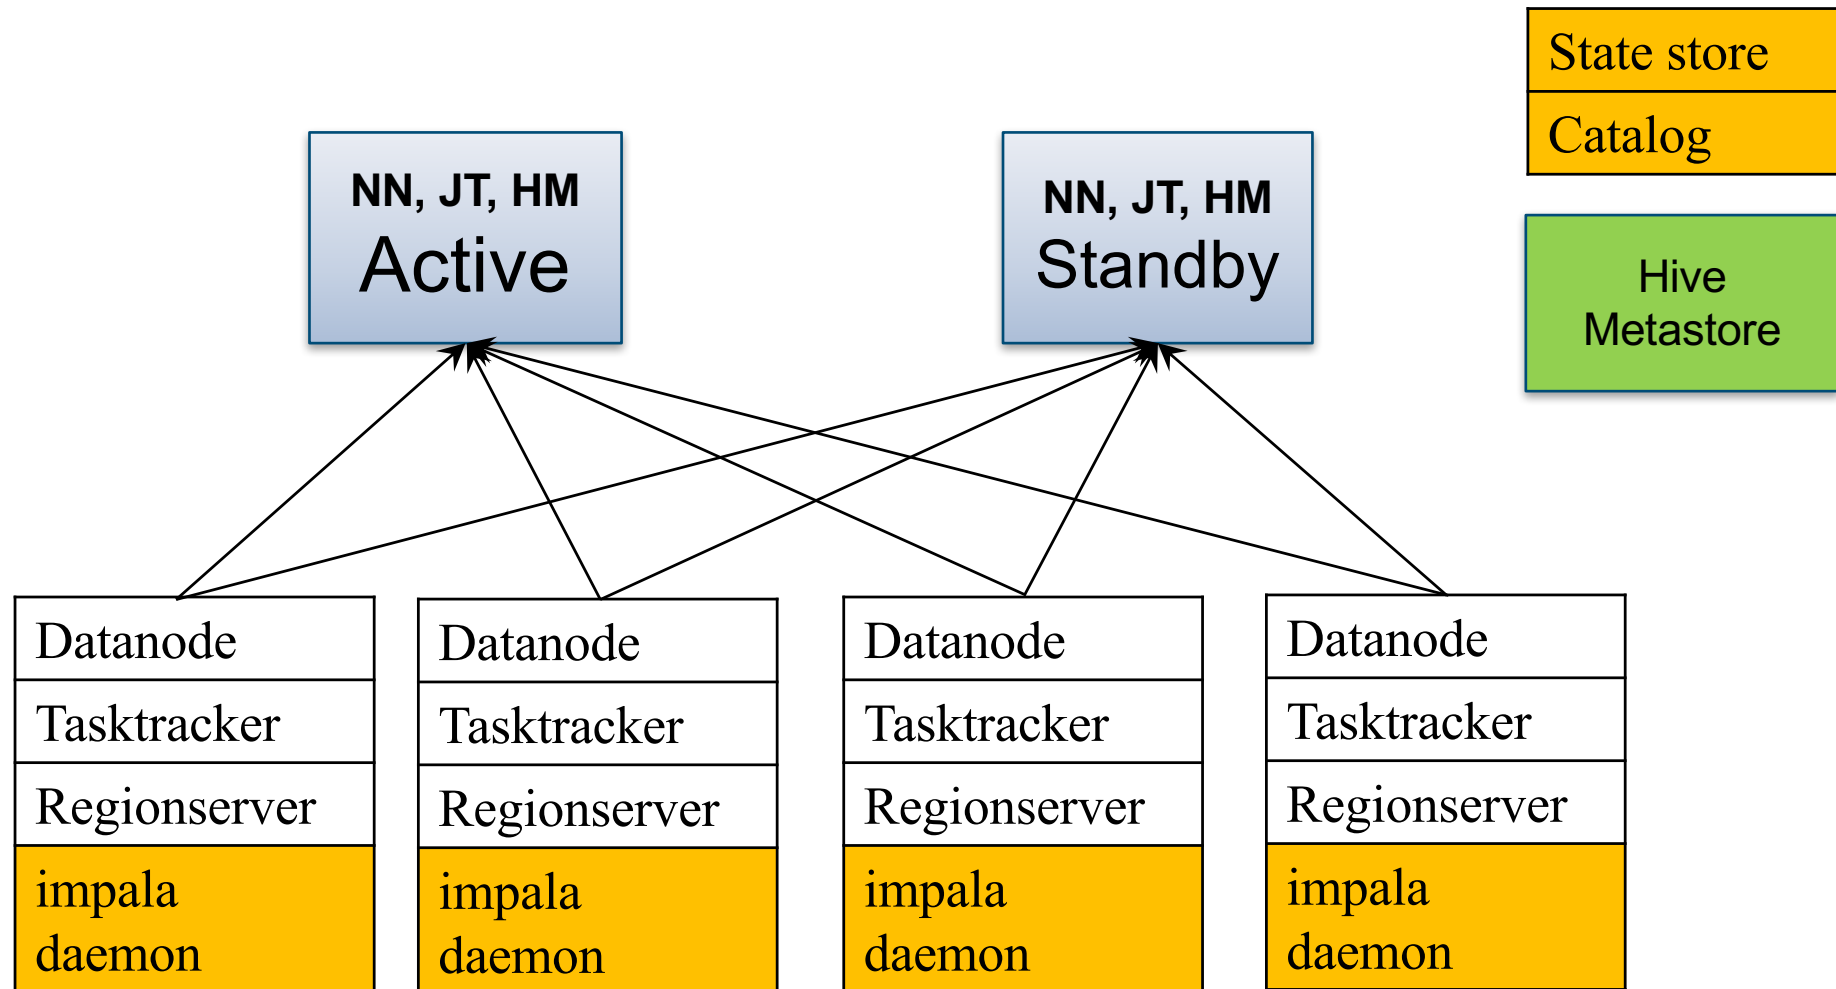 State store
Catalog
NN, JT, HM
Active
NN, JT, HM
Standby
Hive
Metastore
Datanode
Tasktracker
Regionserver
impala
daemon
Datanode
Tasktracker
Regionserver
impala
daemon
Datanode
Tasktracker
Regionserver
impala
daemon
Datanode
Tasktracker
Regionserver
impala
daemon